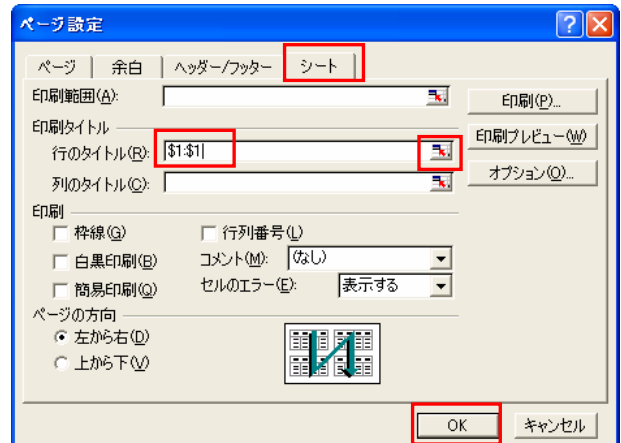 ページ設定
ページ 余白 ヘッダー/フッター シート
印刷範囲(A):
印刷(P)...
印刷タイトル
印刷プレビュー(W)
行のタイトル(R): $1:$1
オプション(O)...
列のタイトル(C):
印刷
枠線(G) 行列番号(L)
白黒印刷(B) コメント(M): (なし)
簡易印刷(Q) セルのエラー(E): 表示する
ページの方向
左から右(D)
上から下(V)
OK キャンセル